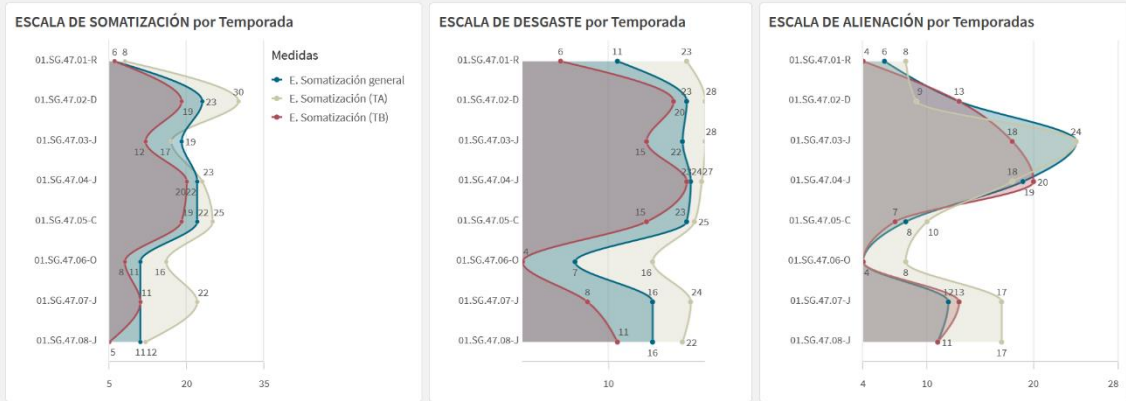 ESCALA DE SOMATIZACIÓN por Temporada
6 8
01.SG.47.01-R
30
01.SG.47.02-D
19 23
01.SG.47.03-J
12 17 19
23
01.SG.47.04-J
20 22
01.SG.47.05-C
19 22 25
01.SG.47.06-O
8 11 16
11 22
01.SG.47.07-J
01.SG.47.08-J
5 11 12
5 20 35
Medidas
E. Somatización general
E. Somatización (TA)
E. Somatización (TB)
ESCALA DE DESGASTE por Temporada
6 11 23
01.SG.47.01-R
23 28
01.SG.47.02-D
20
28
01.SG.47.03-J
15 22
23 24 27
01.SG.47.04-J
01.SG.47.05-C
15 23 25
4
01.SG.47.06-O
7 16
8 16 24
01.SG.47.07-J
11
01.SG.47.08-J
16 22
10
ESCALA DE ALIENACIÓN por Temporadas
4 6 8
01.SG.47.01-R
9 13
01.SG.47.02-D
18 24
01.SG.47.03-J
18
01.SG.47.04-J
19 20
7
01.SG.47.05-C
8 10
01.SG.47.06-O
4 8
12 13 17
01.SG.47.07-J
01.SG.47.08-J
11 17
4 10 20 28